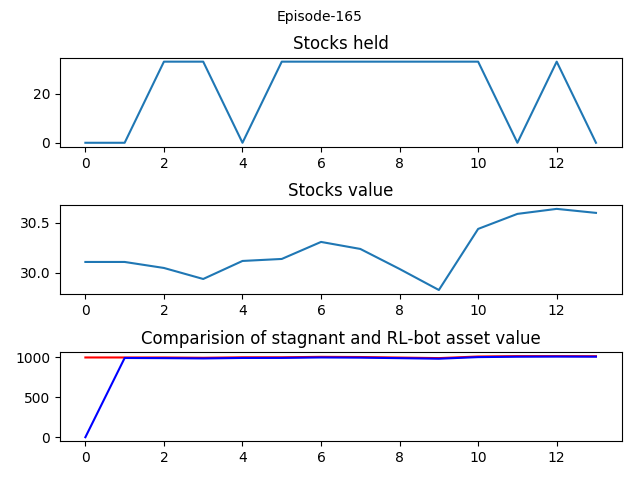 Episode-165
Stocks held
20
0
0 2 4 6 8 10 12
Stocks value
30.5
30.0
0 2 4 6 8 10 12
Comparision of stagnant and RL-bot asset value
1000
500
0
0 2 4 6 8 10 12